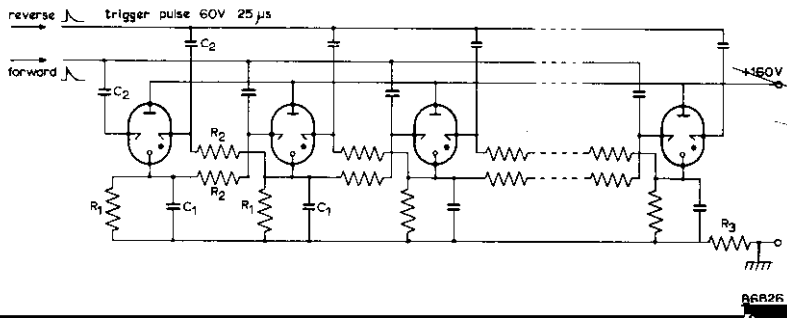 reverse trigger pulse 60V 25 μs
C2
forward
C2
+160V
R2
R2
R1
C1
R1
C1
R3
86826